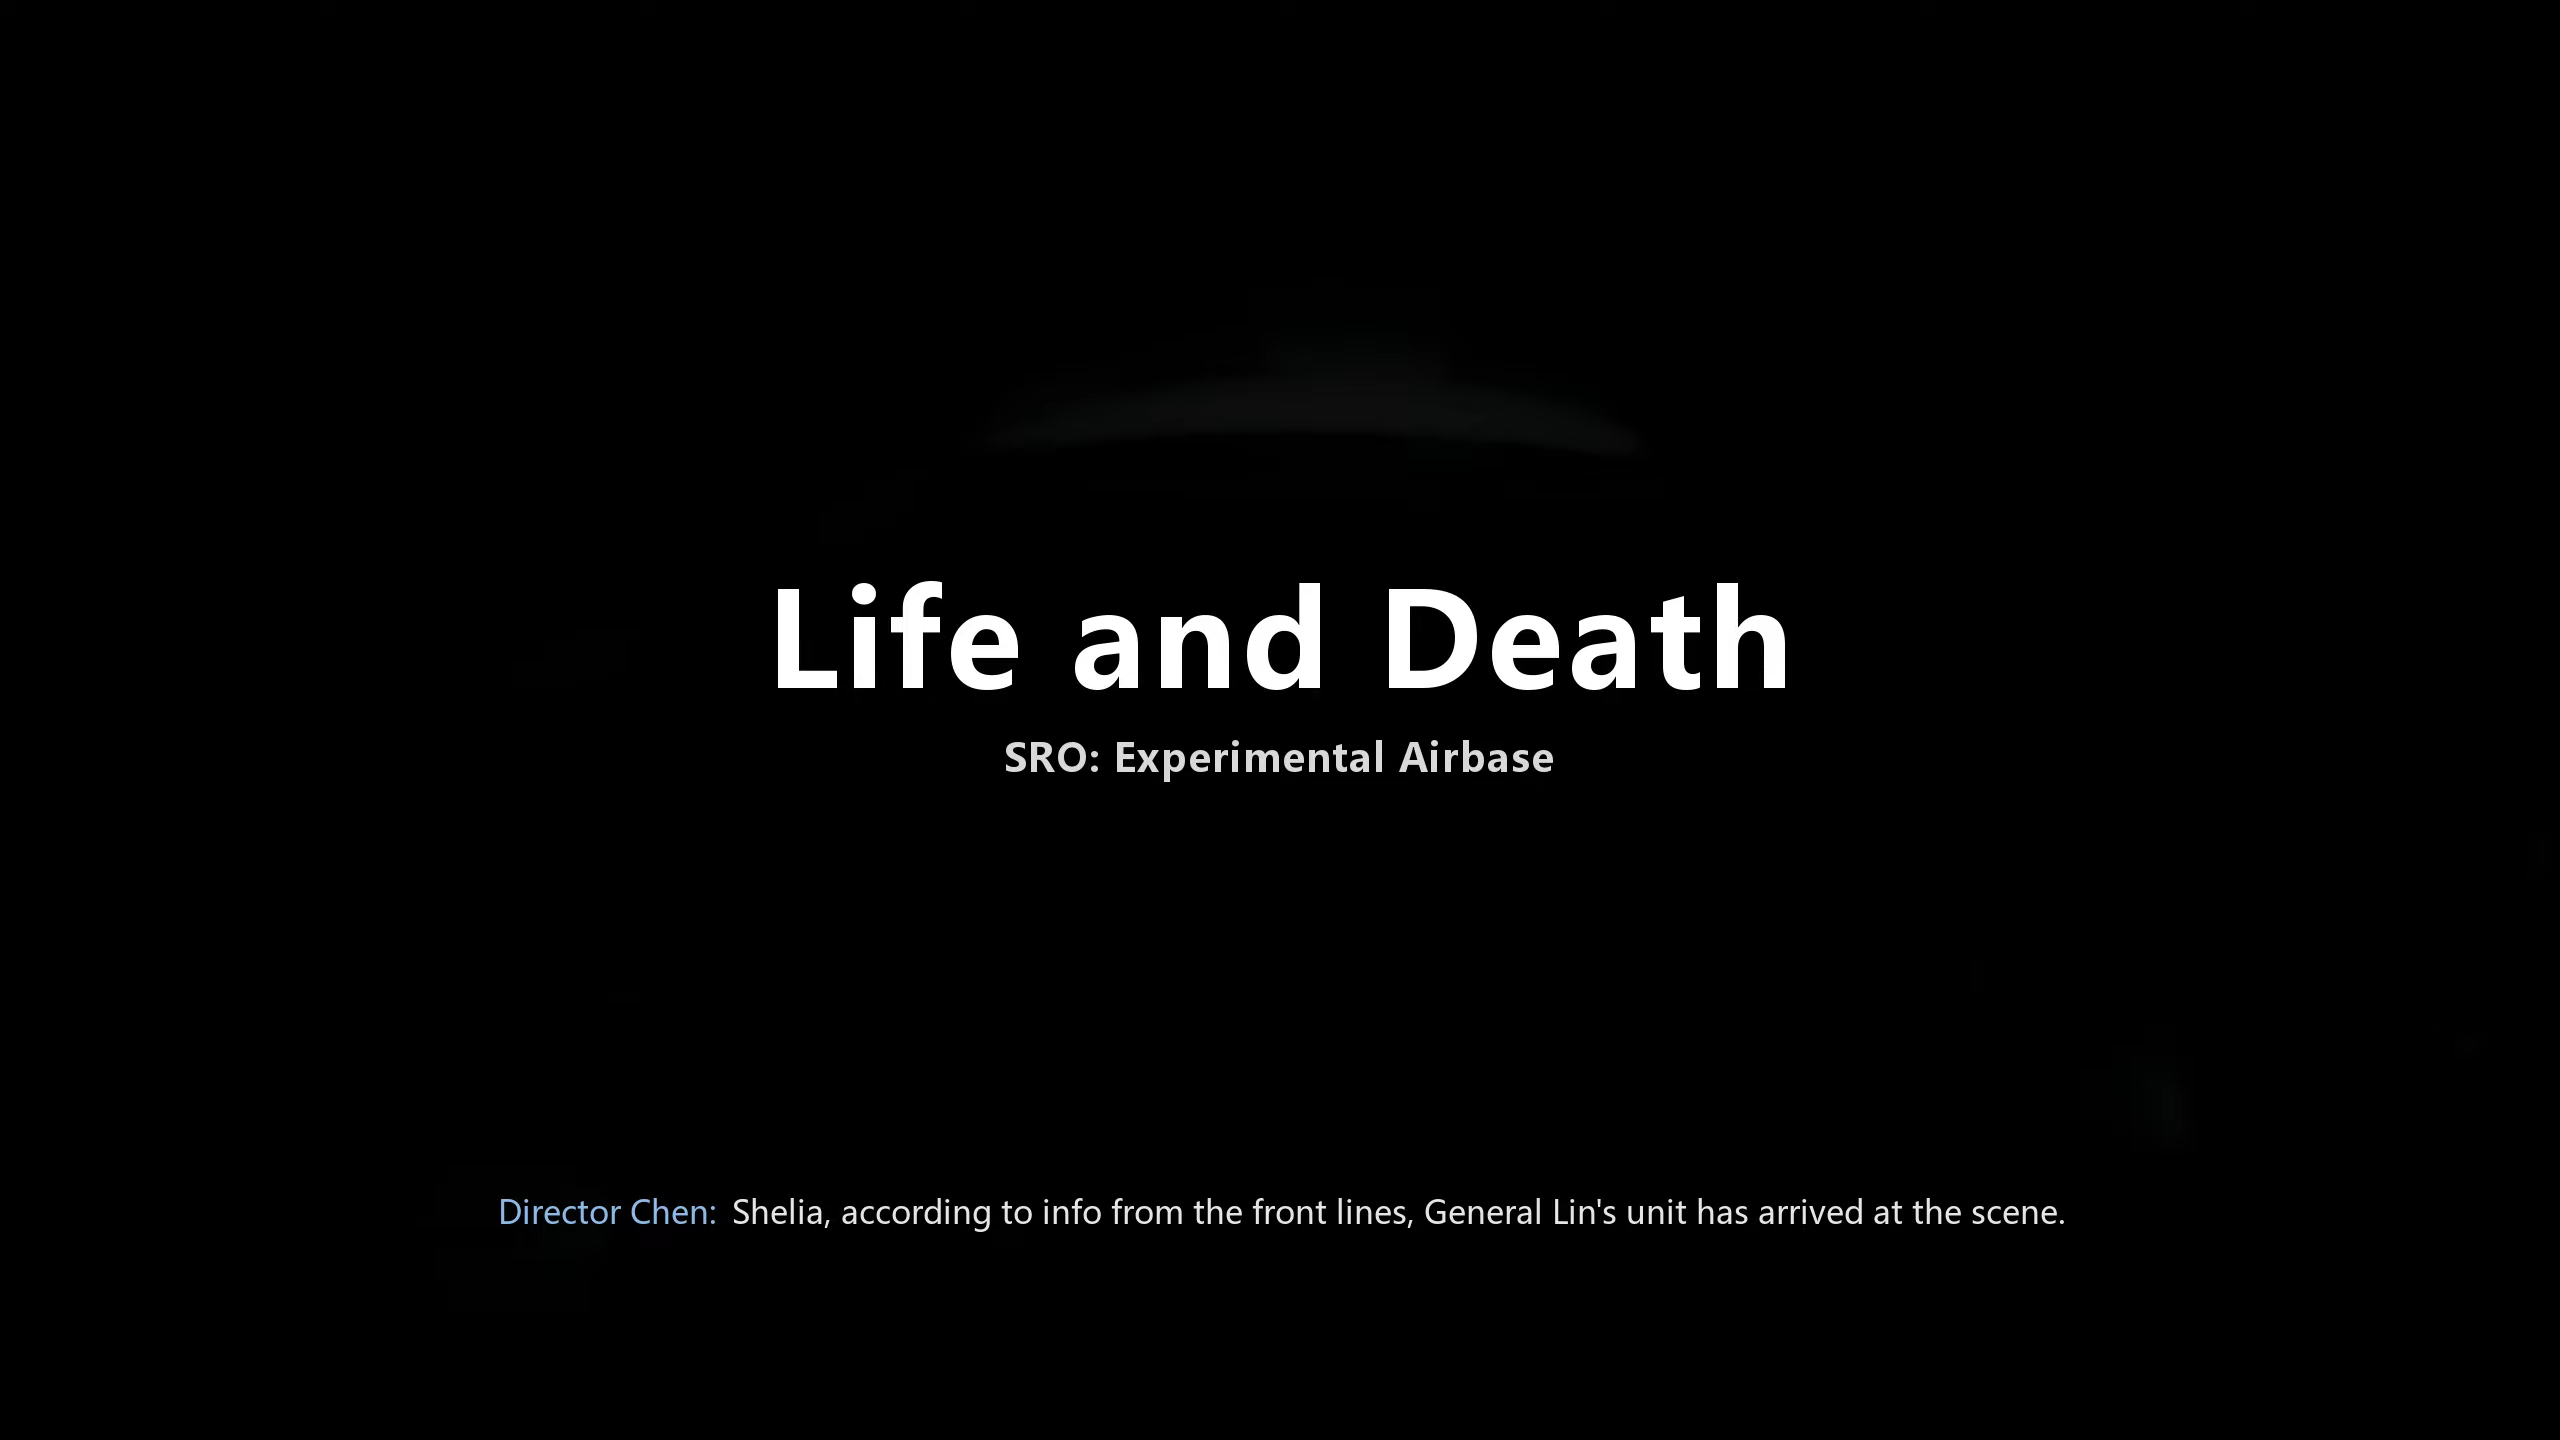 Life and Death
SRO: Experimental Airbase
Director Chen: Shelia, according to info from the front lines, General Lin's unit has arrived at the scene.